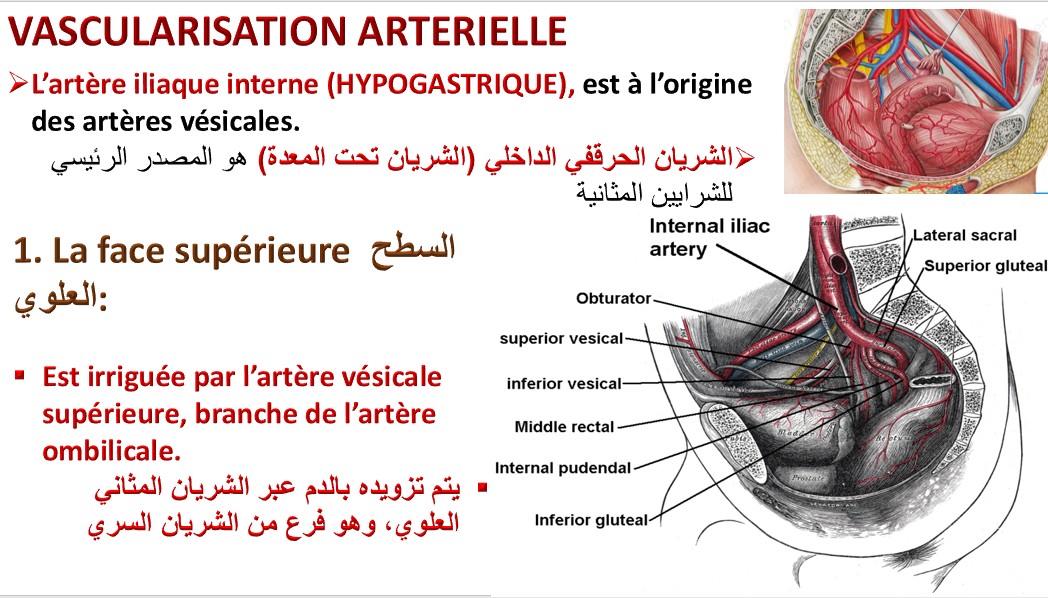 VASCULARISATION ARTERIELLE
➢L’artère iliaque interne (HYPOGASTRIQUE), est à l’origine
des artères vésicales.
➢الشريان الحرقفي الداخلي (الشريان تحت المعدة) هو المصدر الرئيسي
للشرايين المثانية
1. La face supérieure السطح
العلوي:
▪ Est irriguée par l’artère vésicale
supérieure, branche de l’artère
ombilicale.
▪ يتم تزويده بالدم عبر الشريان المثاني
العلوي، وهو فرع من الشريان السري
Internal iliac
artery
Lateral sacral
Superior gluteal
Obturator
superior vesical
inferior vesical
Middle rectal
Internal pudendal
Inferior gluteal
Bladder
Rectum
Pubis
Prostate